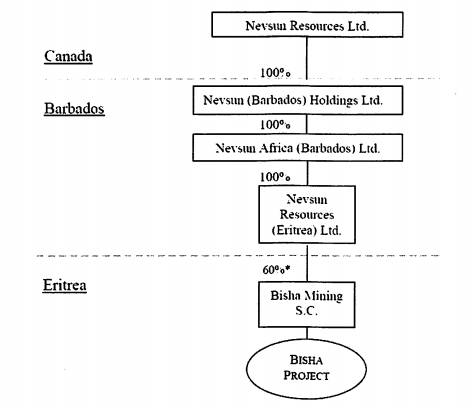 Nevsun Resources Ltd.
Canada
100%
Barbados
Nevsun (Barbados) Holdings Ltd.
100%
Nevsun Africa (Barbados) Ltd.
100%
Nevsun
Resources
(Eritrea) Ltd.
60%*
Eritrea
Bisha Mining
S.C.
BISHA
PROJECT